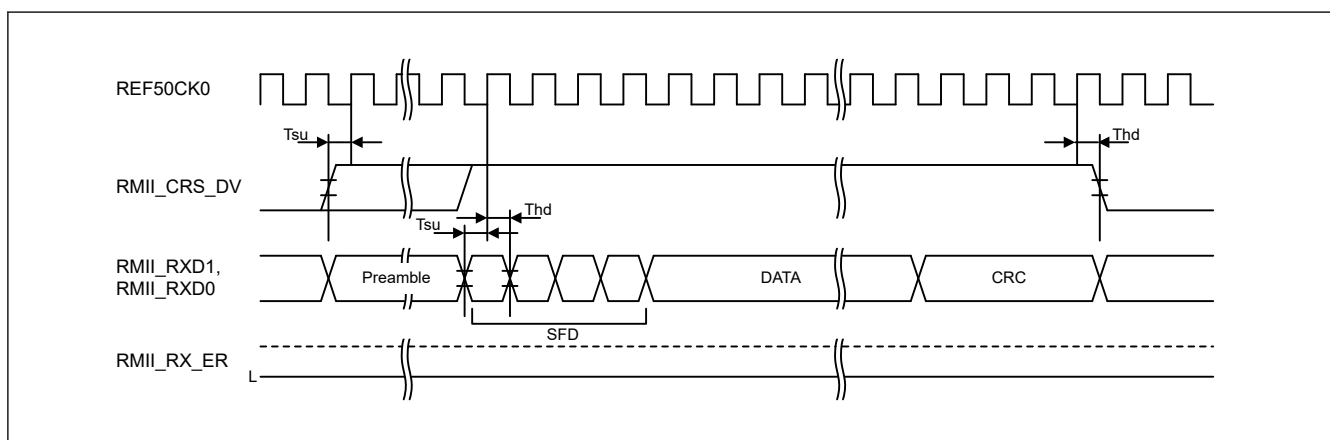 REF50CK0
Tsu
Thd
RMII_CRS_DV
Tsu
Thd
RMII_RXD1,
RMII_RXD0
Preamble
DATA
CRC
SFD
RMII_RX_ER
L